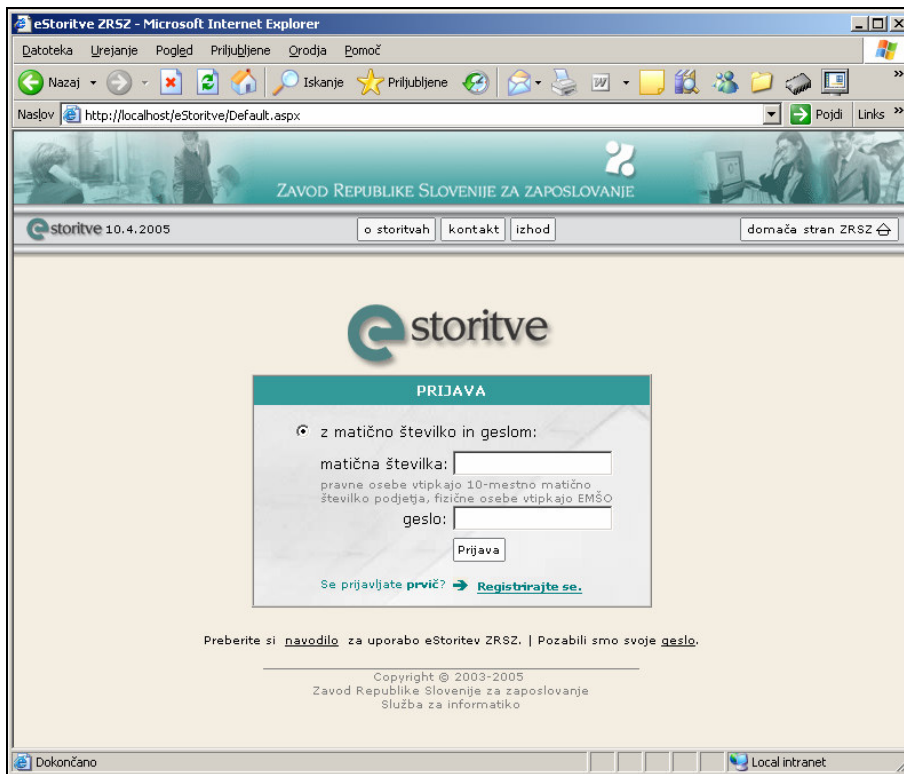 eStoritve ZRSZ - Microsoft Internet Explorer
Datoteka Urejanje Pogled Priljubljene Orodja Pomoč
Nazaj Iskanje Priljubljene »
Naslov http://localhost/eStoritve/Default.aspx Pojdi Links »
ZAVOD REPUBLIKE SLOVENIJE ZA ZAPOSLOVANJE
estoritve 10.4.2005 o storitvah kontakt izhod domača stran ZRSZ
estoritve
PRIJAVA
z matično številko in geslom:
matična številka:
pravne osebe vtipkajo 10-mestno matično
številko podjetja, fizične osebe vtipkajo EMŠO
geslo:
Prijava
Se prijavljate prvič? Registrirajte se.
Preberite si navodilo za uporabo eStoritev ZRSZ. | Pozabili smo svoje geslo.
Copyright © 2003-2005
Zavod Republike Slovenije za zaposlovanje
Služba za informatiko
Dokončano Local intranet